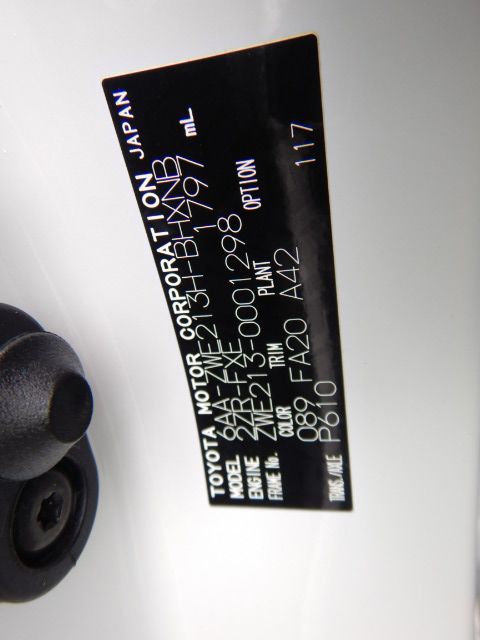 TOYOTA MOTOR CORPORATION JAPAN
MODEL 6AA-ZWE213H-BHXNB
ENGINE 2ZR-FXE 1797 mL
FRAME No. ZWE213-0001298
COLOR TRIM PLANT OPTION
089 FA20 A42 117
TRANS./AXLE P610